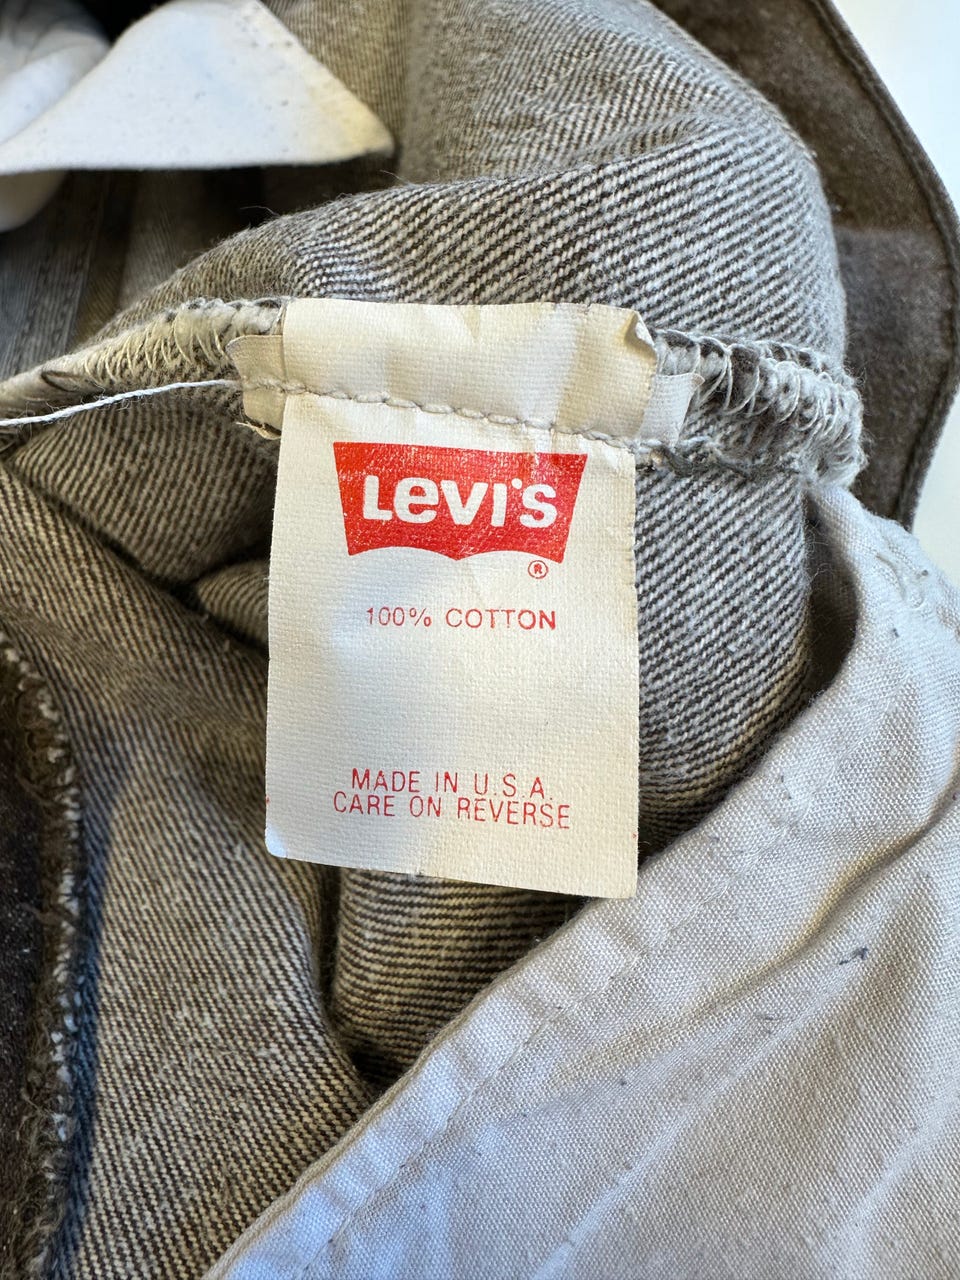 Levi's
®
100% COTTON
MADE IN U.S.A.
CARE ON REVERSE